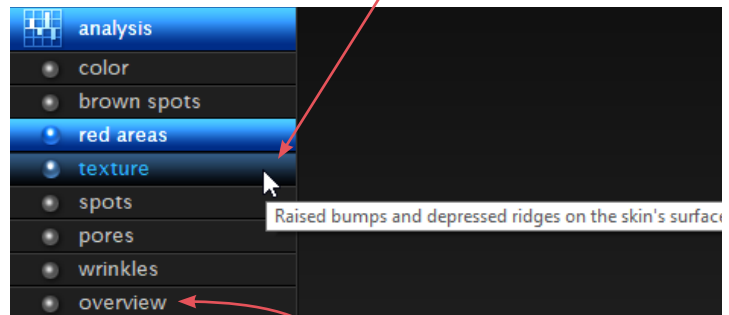 analysis
color
brown spots
red areas
texture
spots
Raised bumps and depressed ridges on the skin's surface
pores
wrinkles
overview